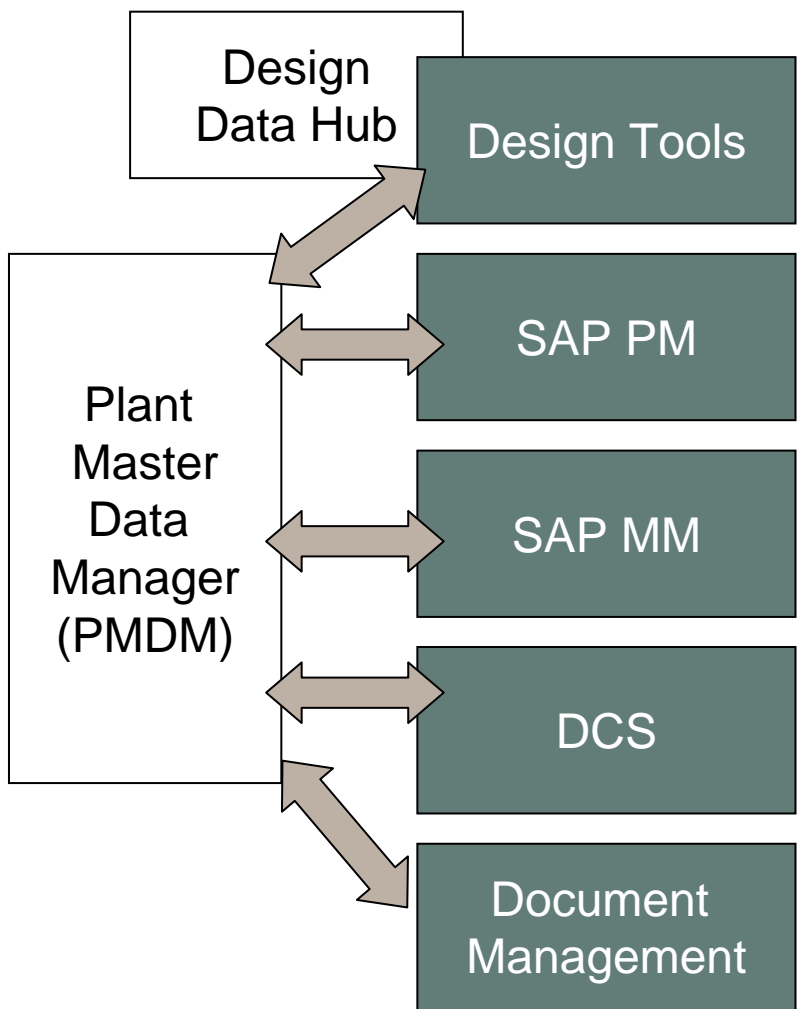 Design
Data Hub
Design Tools
Plant
Master
Data
Manager
(PMDM)
SAP PM
SAP MM
DCS
Document
Management